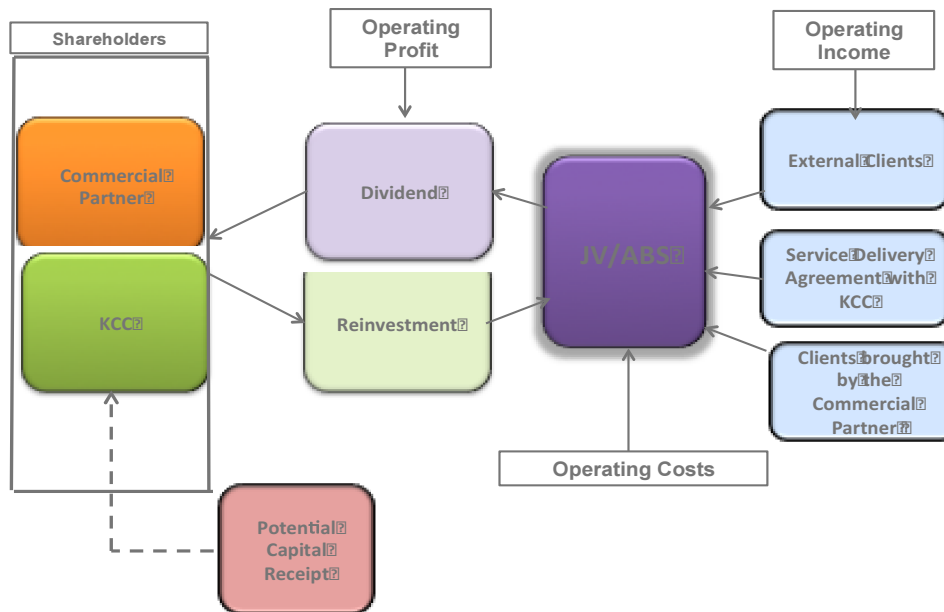 Shareholders
Operating
Profit
Operating
Income
Commercial
Partner
Dividend
External Clients
JV/ABS
Service Delivery
Agreement with
KCC
KCC
Reinvestment
Clients brought
by the
Commercial
Partner
Operating Costs
Potential
Capital
Receipt